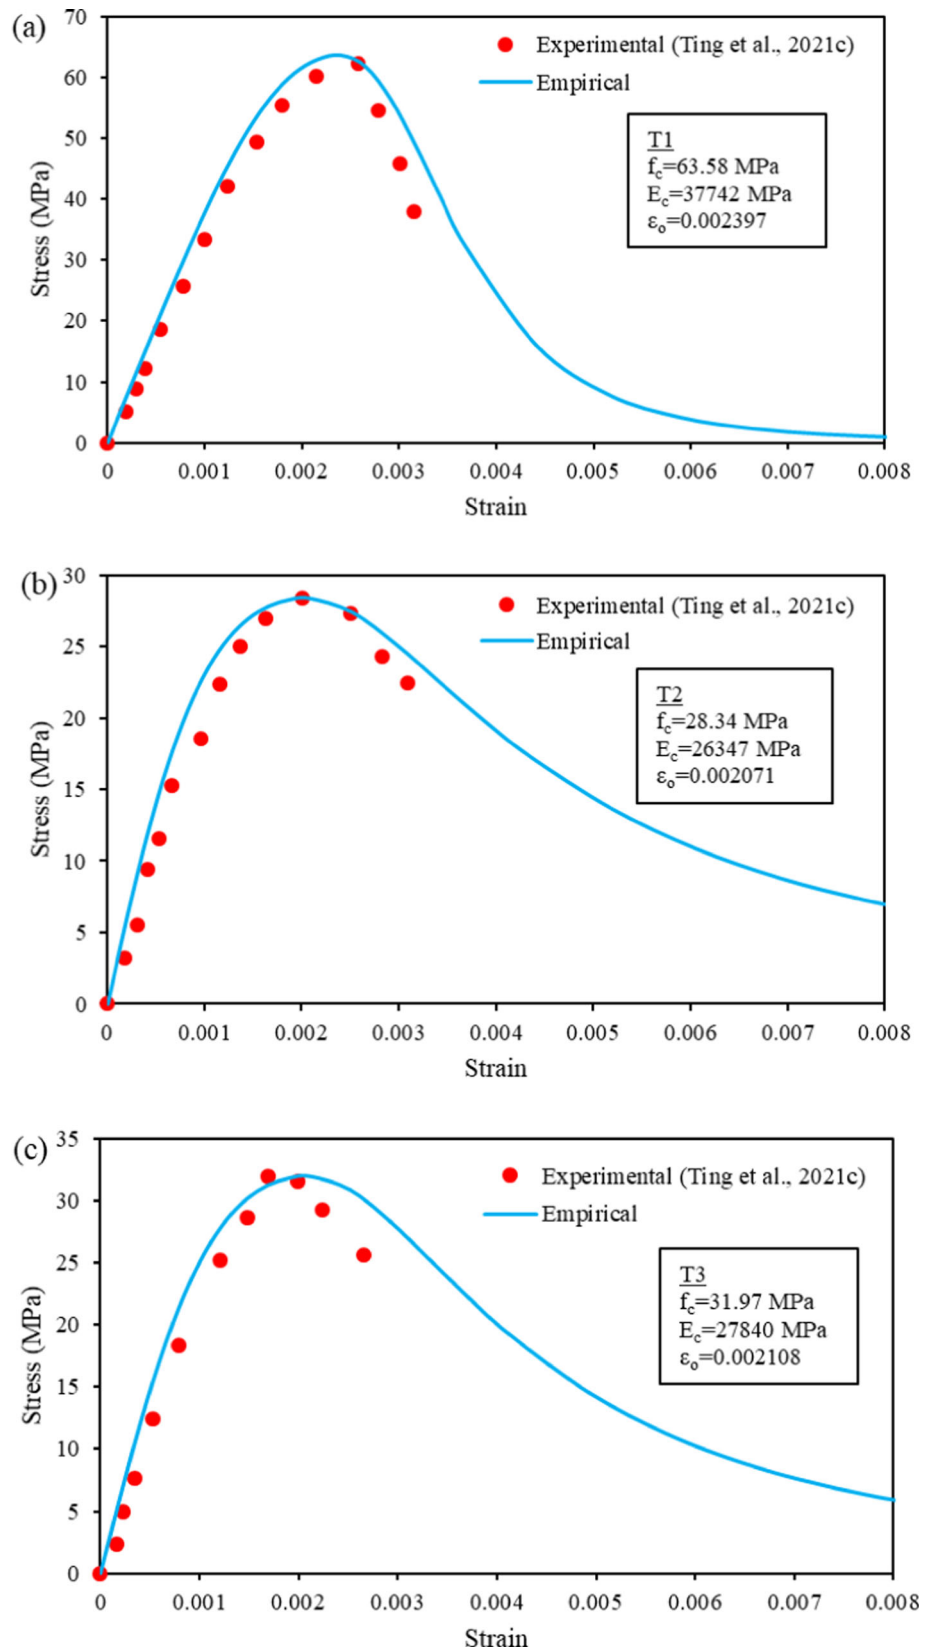 (a)
70
60
50
40
30
20
10
0
Stress (MPa)
Experimental (Ting et al., 2021c)
Empirical
T1
fc=63.58 MPa
Ec=37742 MPa
εo=0.002397
0 0.001 0.002 0.003 0.004 0.005 0.006 0.007 0.008
Strain
(b)
30
25
20
15
10
5
0
Stress (MPa)
Experimental (Ting et al., 2021c)
Empirical
T2
fc=28.34 MPa
Ec=26347 MPa
εo=0.002071
0 0.001 0.002 0.003 0.004 0.005 0.006 0.007 0.008
Strain
(c)
35
30
25
20
15
10
5
0
Stress (MPa)
Experimental (Ting et al., 2021c)
Empirical
T3
fc=31.97 MPa
Ec=27840 MPa
εo=0.002108
0 0.001 0.002 0.003 0.004 0.005 0.006 0.007 0.008
Strain